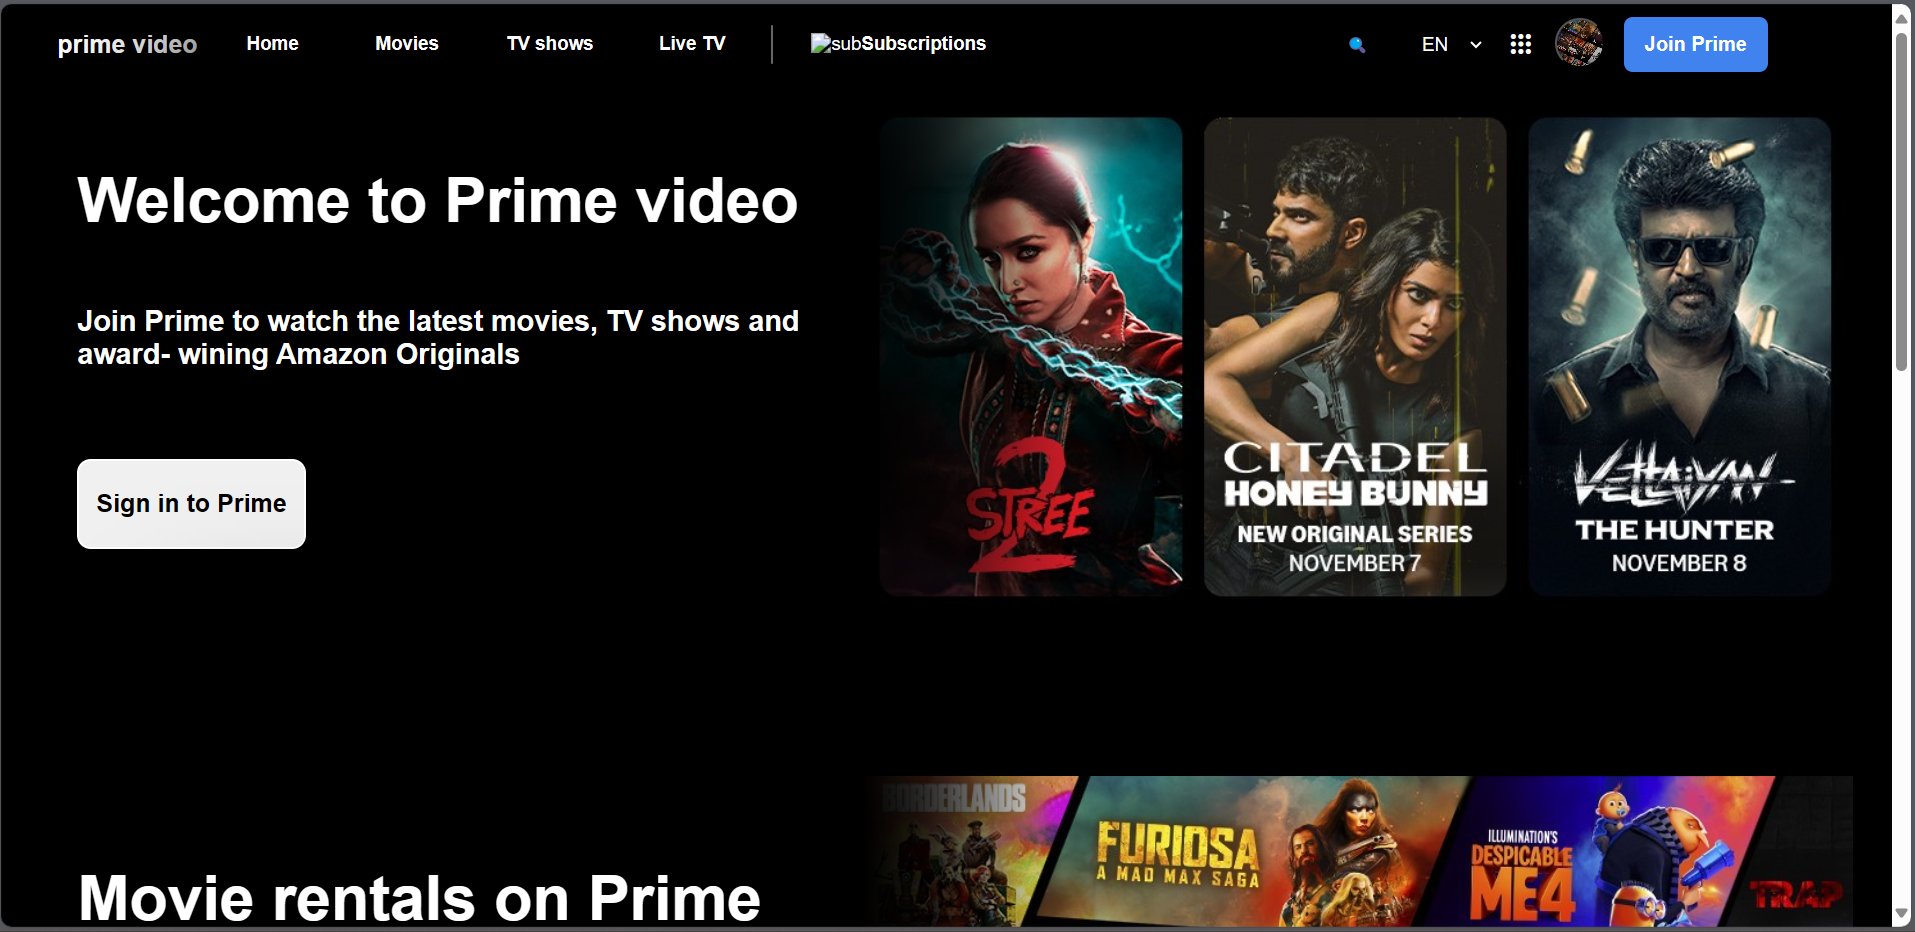 prime video
Home
Movies
TV shows
Live TV
subSubscriptions
EN
Join Prime
Welcome to Prime video
Join Prime to watch the latest movies, TV shows and
award- wining Amazon Originals
Sign in to Prime
STREE
2
CITADEL
HONEY BUNNY
NEW ORIGINAL SERIES
NOVEMBER 7
VETTAIYAN
THE HUNTER
NOVEMBER 8
Movie rentals on Prime
BORDERLANDS
FURIOSA
A MAD MAX SAGA
ILLUMINATION'S
DESPICABLE
ME4
TRAP